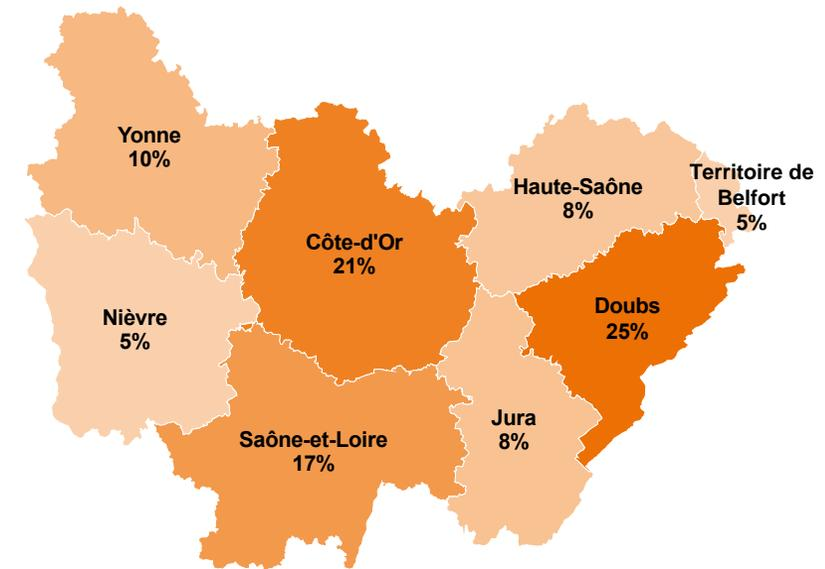 Yonne
10%
Haute-Saône
8%
Territoire de
Belfort
5%
Côte-d'Or
21%
Nièvre
5%
Doubs
25%
Saône-et-Loire
17%
Jura
8%